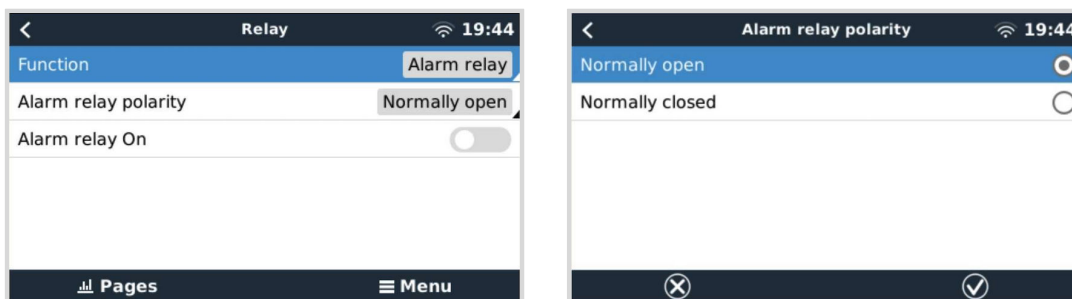 Relay 19:44
Function Alarm relay
Alarm relay polarity Normally open
Alarm relay On
Pages Menu
Alarm relay polarity 19:44
Normally open
Normally closed